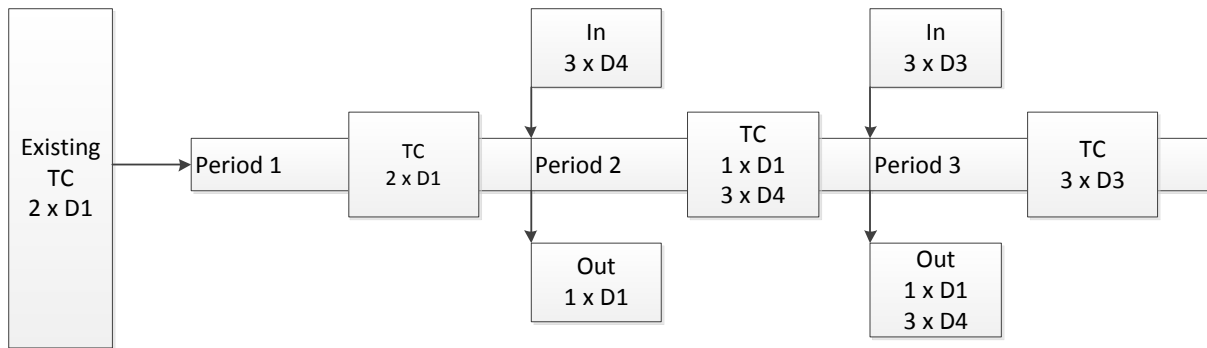 Existing
TC
2 x D1
Period 1
TC
2 x D1
In
3 x D4
Period 2
Out
1 x D1
TC
1 x D1
3 x D4
In
3 x D3
Period 3
Out
1 x D1
3 x D4
TC
3 x D3